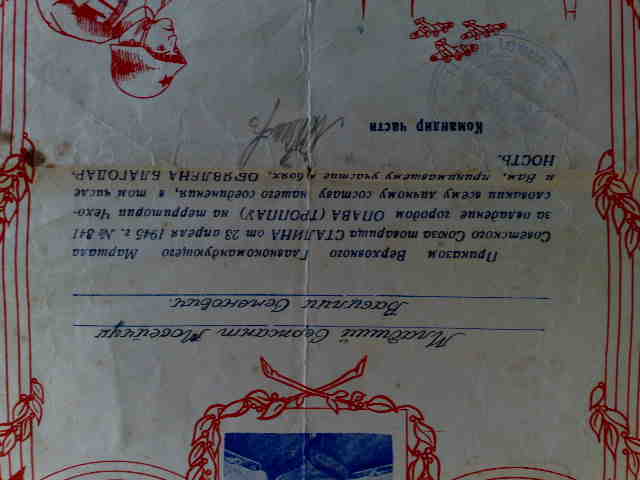 Младший Сержант Мовейчук
Василий Семенович.
Приказом Верховного Главнокомандующего Маршала
Советского Союза товарища СТАЛИНА от 23 апреля 1945 г. № 341
за овладение городом ОПАВА (ТРОППАУ) на территории Чехо-
словакии всему личному составу нашего соединения, в том числе
и Вам, принимавшему участие в боях, ОБЯВЛЕНА БЛАГОДАР-
НОСТЬ.
Командир части